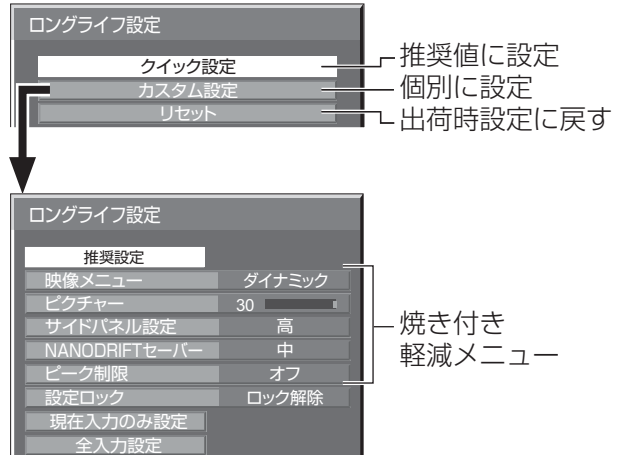 ロングライフ設定
クイック設定
推奨値に設定
カスタム設定
個別に設定
リセット
出荷時設定に戻す
ロングライフ設定
推奨設定
映像メニュー ダイナミック
ピクチャー 30
サイドパネル設定 高
NANODRIFTセーバー 中
ピーク制限 オフ
焼き付き
軽減メニュー
設定ロック ロック解除
現在入力のみ設定
全入力設定